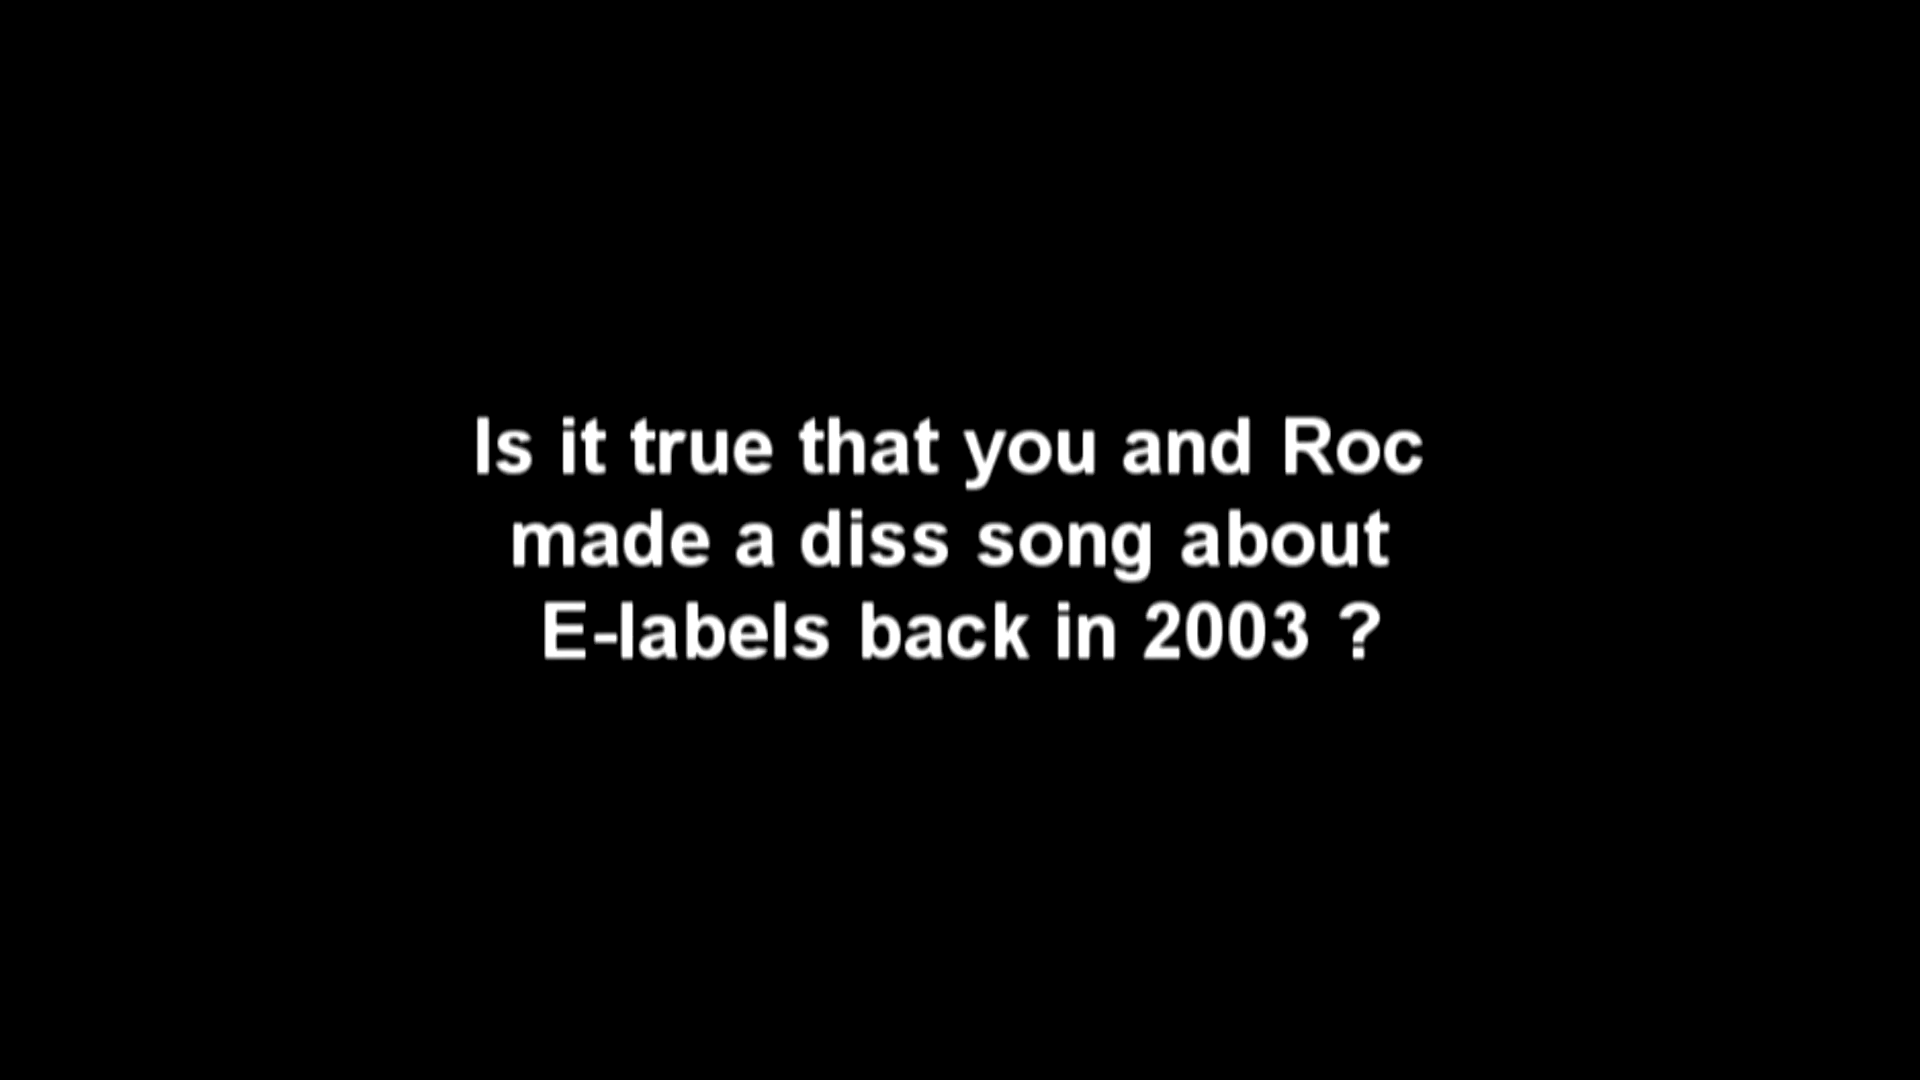 Is it true that you and Roc
made a diss song about
E-labels back in 2003 ?